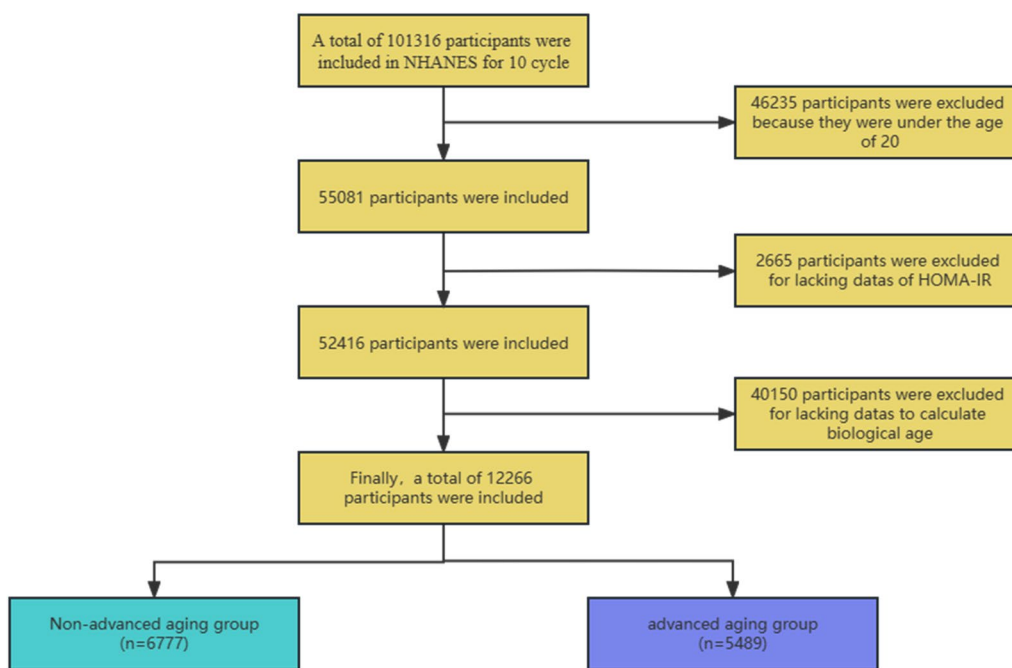 A total of 101316 participants were
included in NHANES for 10 cycle
46235 participants were excluded
because they were under the age
of 20
55081 participants were included
2665 participants were excluded
for lacking datas of HOMA-IR
52416 participants were included
40150 participants were excluded
for lacking datas to calculate
biological age
Finally，a total of 12266
participants were included
Non-advanced aging group
(n=6777)
advanced aging group
(n=5489)